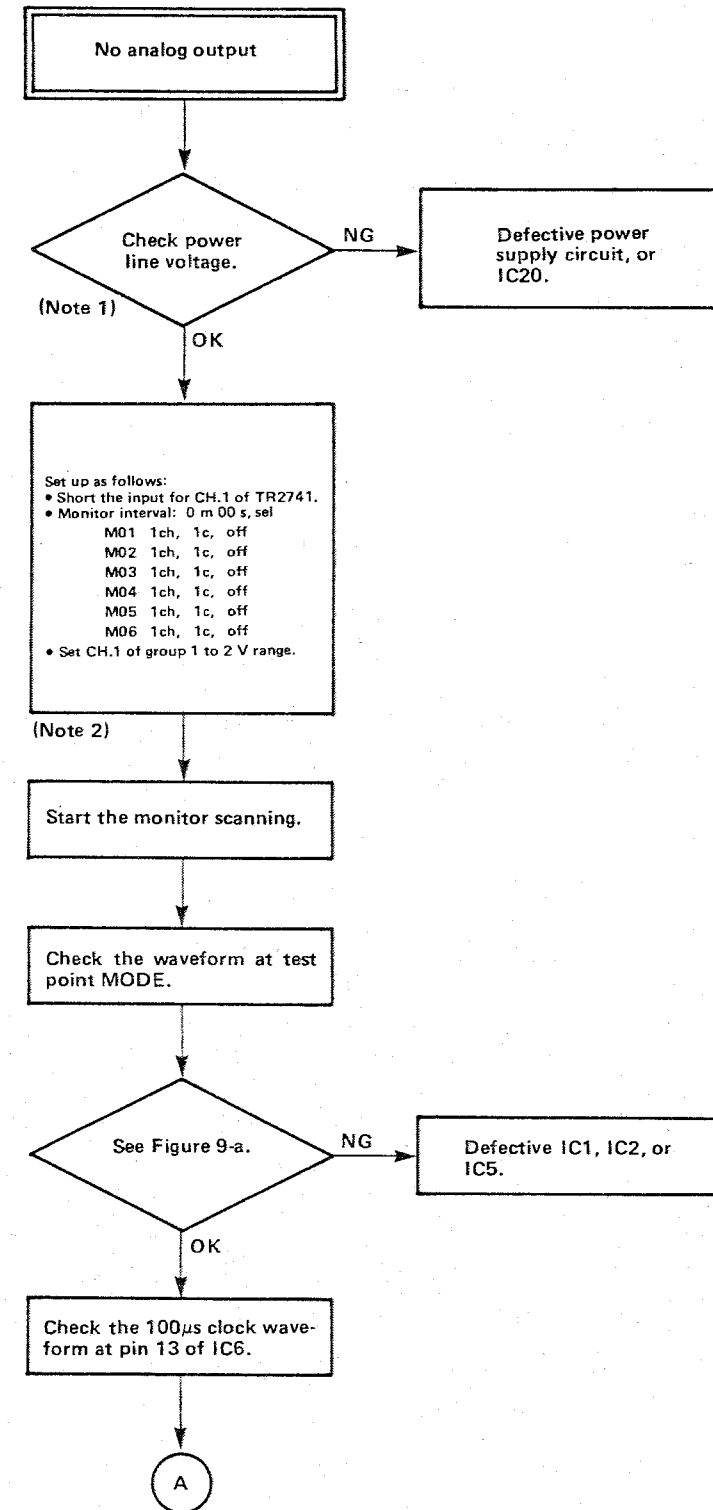 No analog output
Check power
line voltage.
NG
Defective power
supply circuit, or
IC20.
(Note 1)
OK
Set up as follows:
• Short the input for CH.1 of TR2741.
• Monitor interval: 0 m 00 s, sel
M01 1ch, 1c, off
M02 1ch, 1c, off
M03 1ch, 1c, off
M04 1ch, 1c, off
M05 1ch, 1c, off
M06 1ch, 1c, off
• Set CH.1 of group 1 to 2 V range.
(Note 2)
Start the monitor scanning.
Check the waveform at test
point MODE.
See Figure 9-a.
NG
Defective IC1, IC2, or
IC5.
OK
Check the 100μs clock wave-
form at pin 13 of IC6.
A